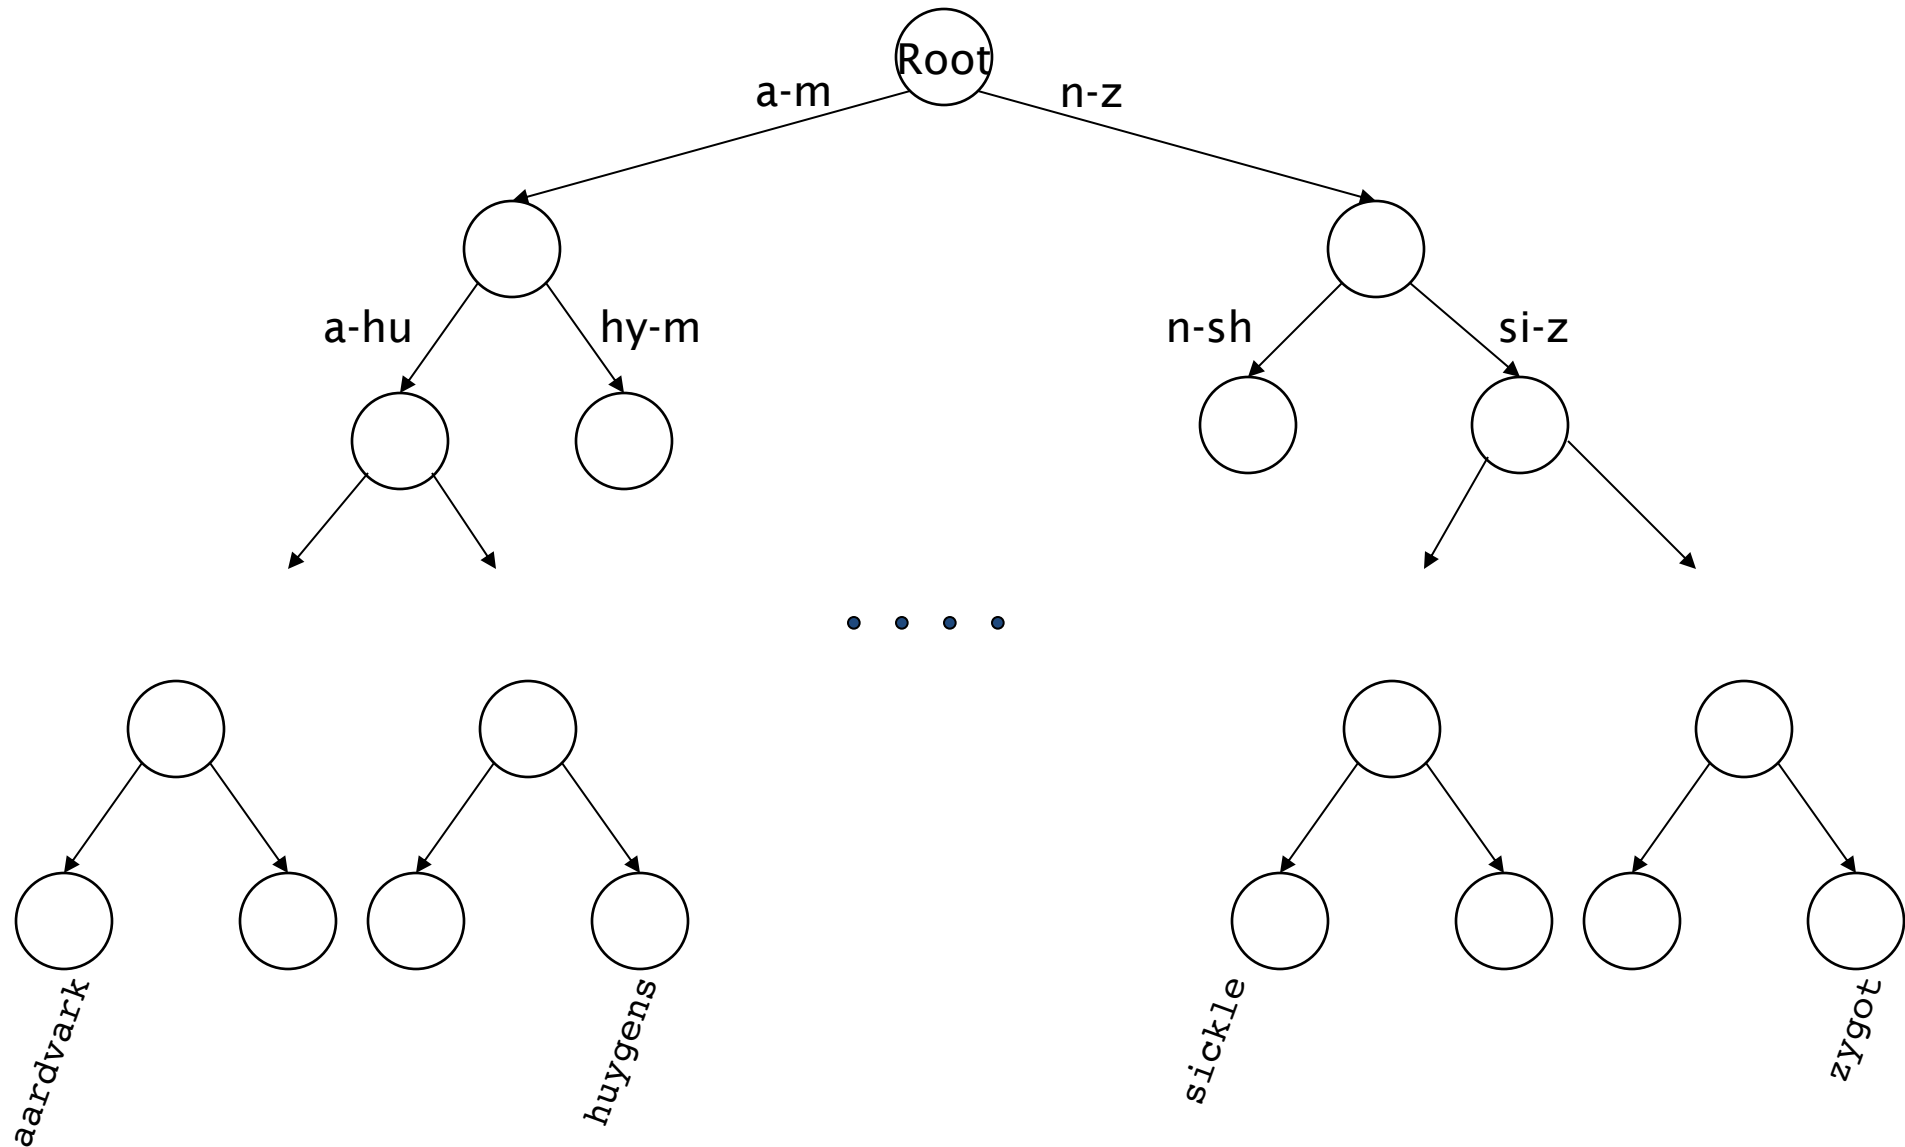 Root
a-m
n-z
a-hu
hy-m
n-sh
si-z
aardvark
huygens
sickle
zygot